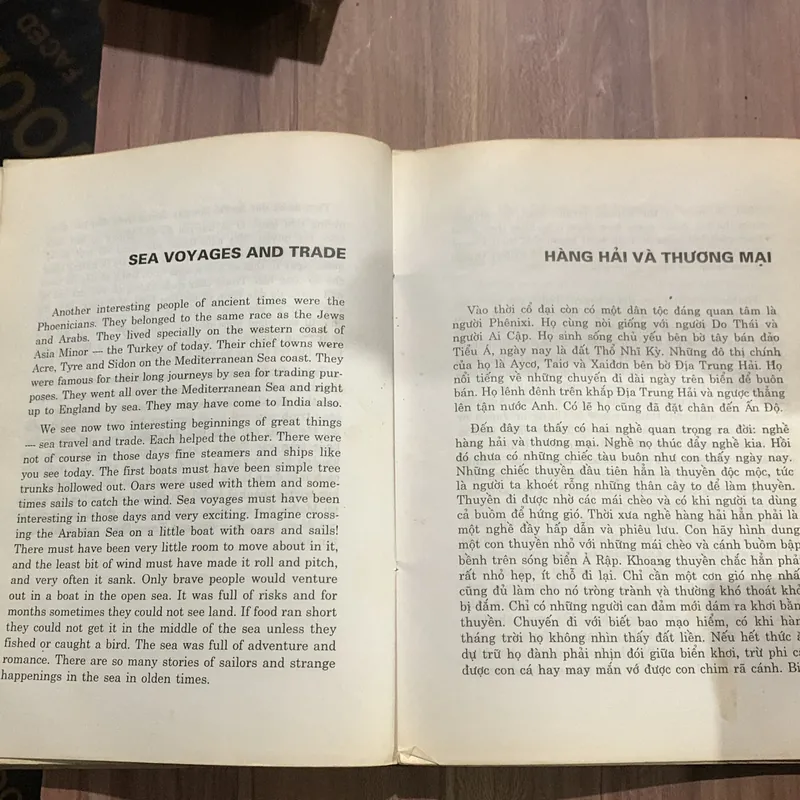 FACED
SEA VOYAGES AND TRADE
Another interesting people of ancient times were the
Phoenicians. They belonged to the same race as the Jews
and Arabs. They lived specially on the western coast of
Asia Minor — the Turkey of today. Their chief towns were
Acre, Tyre and Sidon on the Mediterranean Sea coast. They
were famous for their long journeys by sea for trading pur-
poses. They went all over the Mediterranean Sea and right
up to England by sea. They may have come to India also.
We see now two interesting beginnings of great things
— sea travel and trade. Each helped the other. There were
not of course in those days fine steamers and ships like
you see today. The first boats must have been simple tree
trunks hollowed out. Oars were used with them and some-
times sails to catch the wind. Sea voyages must have been
interesting in those days and very exciting. Imagine cross-
ing the Arabian Sea on a little boat with oars and sails!
There must have been very little room to move about in it,
and the least bit of wind must have made it roll and pitch,
and very often it sank. Only brave people would venture
out in a boat in the open sea. It was full of risks and for
months sometimes they could not see land. If food ran short
they could not get it in the middle of the sea unless they
fished or caught a bird. The sea was full of adventure and
romance. There are so many stories of sailors and strange
happenings in the sea in olden times.
HÀNG HẢI VÀ THƯƠNG MẠI
Vào thời cổ đại còn có một dân tộc đáng quan tâm là
người Phênixi. Họ cùng nòi giống với người Do Thái và
người Ai Cập. Họ sinh sống chủ yếu bên bờ tây bán đảo
Tiểu Á, ngày nay là đất Thổ Nhĩ Kỳ. Những đô thị chính
của họ là Aycơ, Taiơ và Xaiđơn bên bờ Địa Trung Hải. Họ
nổi tiếng về những chuyến đi dài ngày trên biển để buôn
bán. Họ lênh đênh trên khắp Địa Trung Hải và ngược thẳng
lên tận nước Anh. Có lẽ họ cũng đã đặt chân đến Ấn Độ.
Đến đây ta thấy có hai nghề quan trọng ra đời: nghề
hàng hải và thương mại. Nghề nọ thúc đẩy nghề kia. Hồi
đó chưa có những chiếc tàu buôn như con thấy ngày nay.
Những chiếc thuyền đầu tiên hẳn là thuyền độc mộc, tức
là người ta khoét rỗng những thân cây to để làm thuyền.
Thuyền đi được nhờ các mái chèo và có khi người ta dùng
cả buồm để hứng gió. Thời xưa nghề hàng hải hẳn phải là
một nghề đầy hấp dẫn và phiêu lưu. Con hãy hình dung
một con thuyền nhỏ với những mái chèo và cánh buồm bập
bềnh trên sóng biển Ả Rập. Khoang thuyền chắc hẳn phải
rất nhỏ hẹp, ít chỗ đi lại. Chỉ cần một cơn gió nhẹ nhất
cũng đủ làm cho nó tròng trành và thường khó thoát khỏ
bị đắm. Chỉ có những người can đảm mới dám ra khơi bằn
thuyền. Chuyến đi với biết bao mạo hiểm, có khi hàn
tháng trời họ không nhìn thấy đất liền. Nếu hết thức ă
dự trữ họ đành phải nhịn đói giữa biển khơi, trừ phi câ
được con cá hay may mắn vớ được con chim rã cánh. Bi